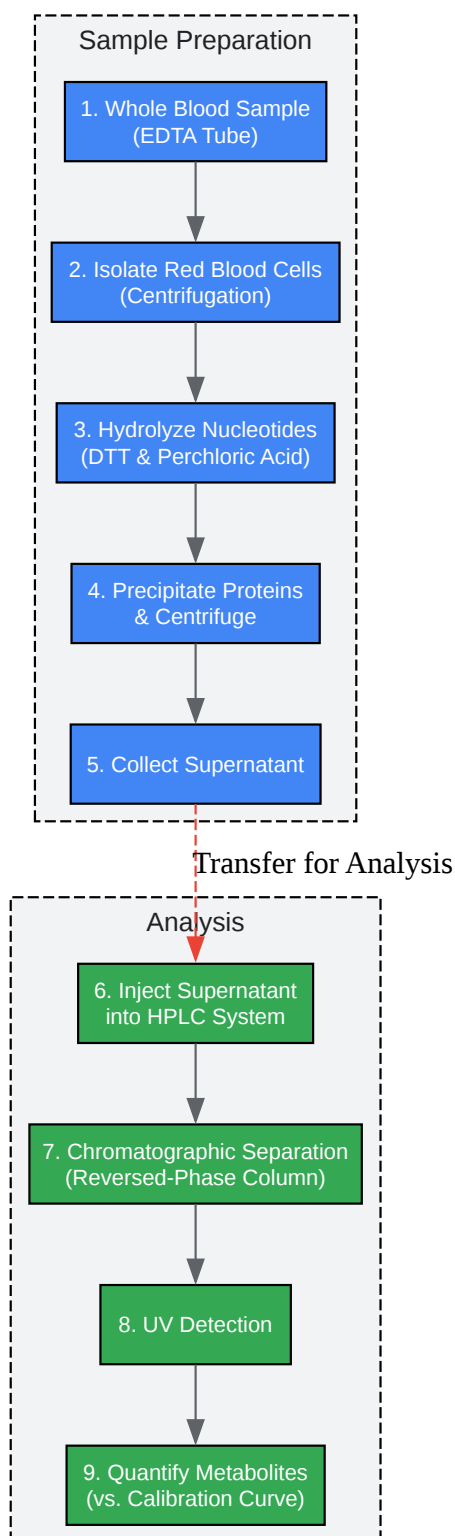 Sample Preparation
1. Whole Blood Sample
(EDTA Tube)
2. Isolate Red Blood Cells
(Centrifugation)
3. Hydrolyze Nucleotides
(DTT & Perchloric Acid)
4. Precipitate Proteins
& Centrifuge
5. Collect Supernatant
Transfer for Analysis
Analysis
6. Inject Supernatant
into HPLC System
7. Chromatographic Separation
(Reversed-Phase Column)
8. UV Detection
9. Quantify Metabolites
(vs. Calibration Curve)